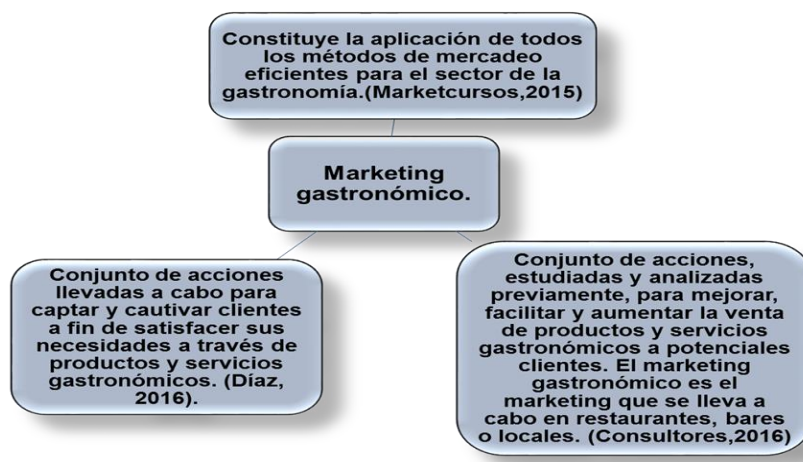 Constituye la aplicación de todos
los métodos de mercadeo
eficientes para el sector de la
gastronomía.(Marketcursos,2015)
Marketing
gastronómico.
Conjunto de acciones
llevadas a cabo para
captar y cautivar clientes
a fin de satisfacer sus
necesidades a través de
productos y servicios
gastronómicos. (Díaz,
2016).
Conjunto de acciones,
estudiadas y analizadas
previamente, para mejorar,
facilitar y aumentar la venta
de productos y servicios
gastronómicos a potenciales
clientes. El marketing
gastronómico es el
marketing que se lleva a
cabo en restaurantes, bares
o locales. (Consultores,2016)